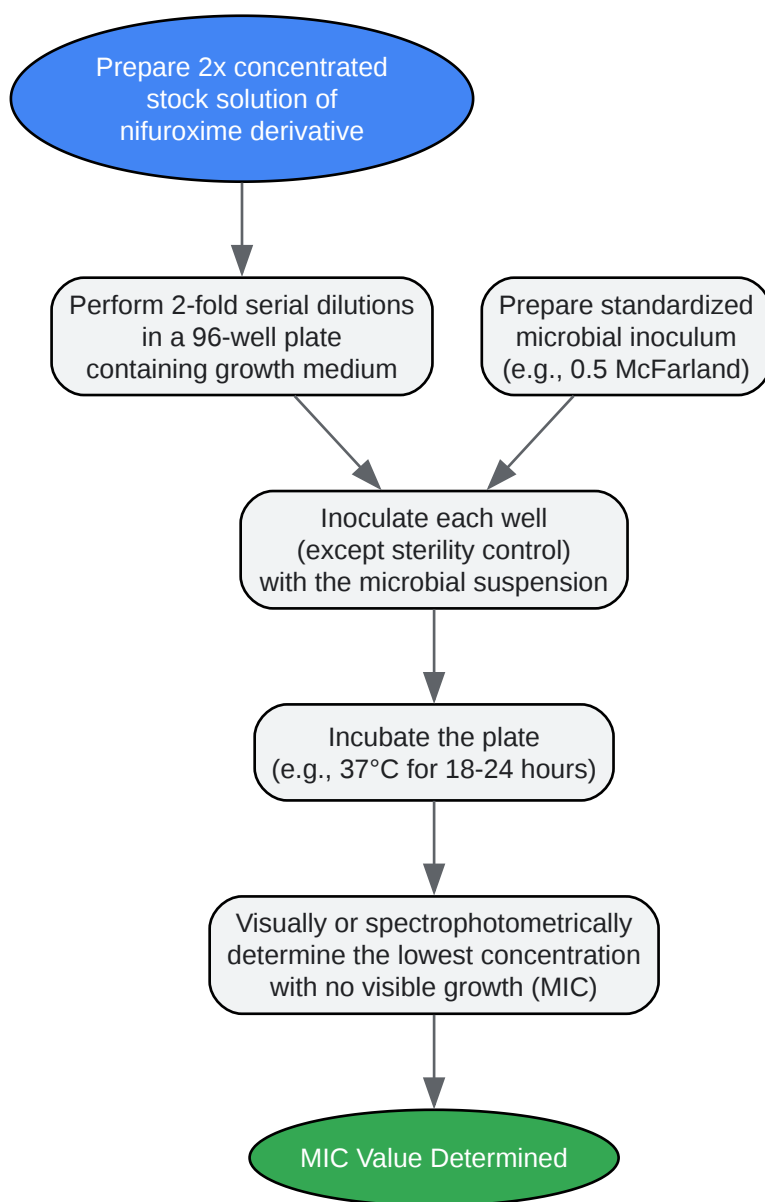 Prepare 2x concentrated
stock solution of
nifuroxime derivative
Perform 2-fold serial dilutions
in a 96-well plate
containing growth medium
Prepare standardized
microbial inoculum
(e.g., 0.5 McFarland)
Inoculate each well
(except sterility control)
with the microbial suspension
Incubate the plate
(e.g., 37°C for 18-24 hours)
Visually or spectrophotometrically
determine the lowest concentration
with no visible growth (MIC)
MIC Value Determined